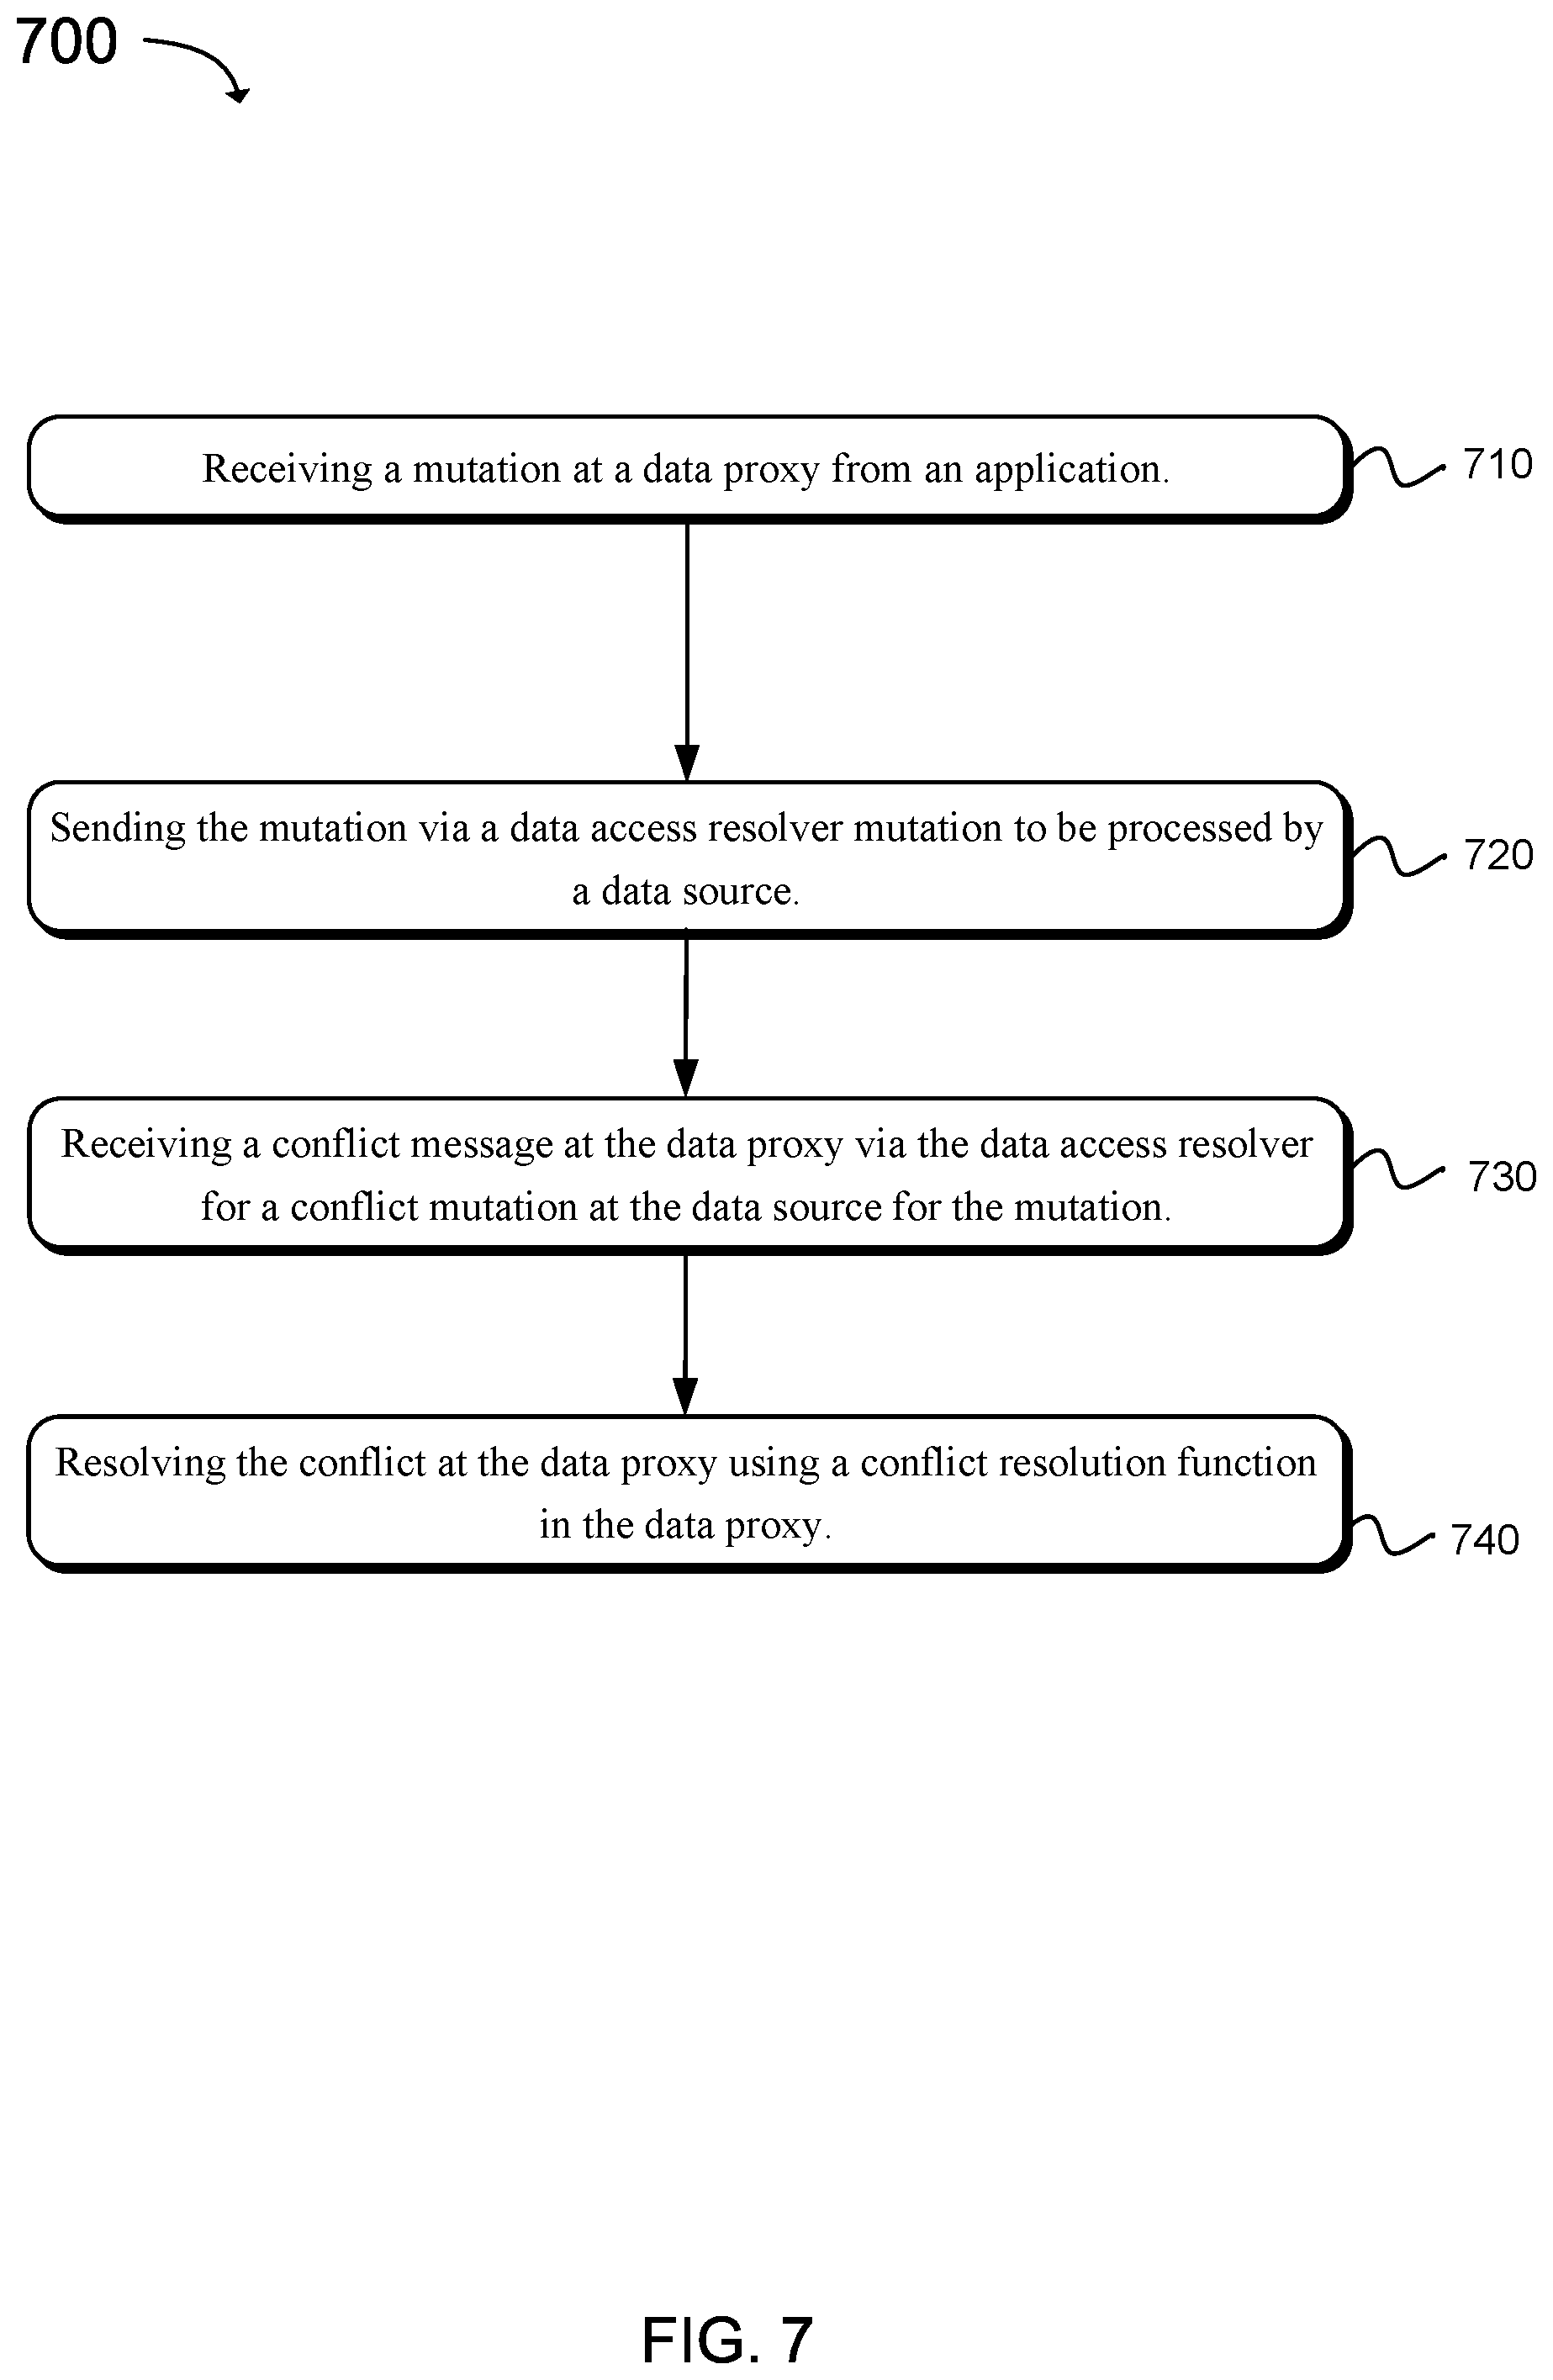 700
Receiving a mutation at a data proxy from an application.
710
Sending the mutation via a data access resolver mutation to be processed by
a data source.
720
Receiving a conflict message at the data proxy via the data access resolver
for a conflict mutation at the data source for the mutation.
730
Resolving the conflict at the data proxy using a conflict resolution function
in the data proxy.
740
FIG. 7